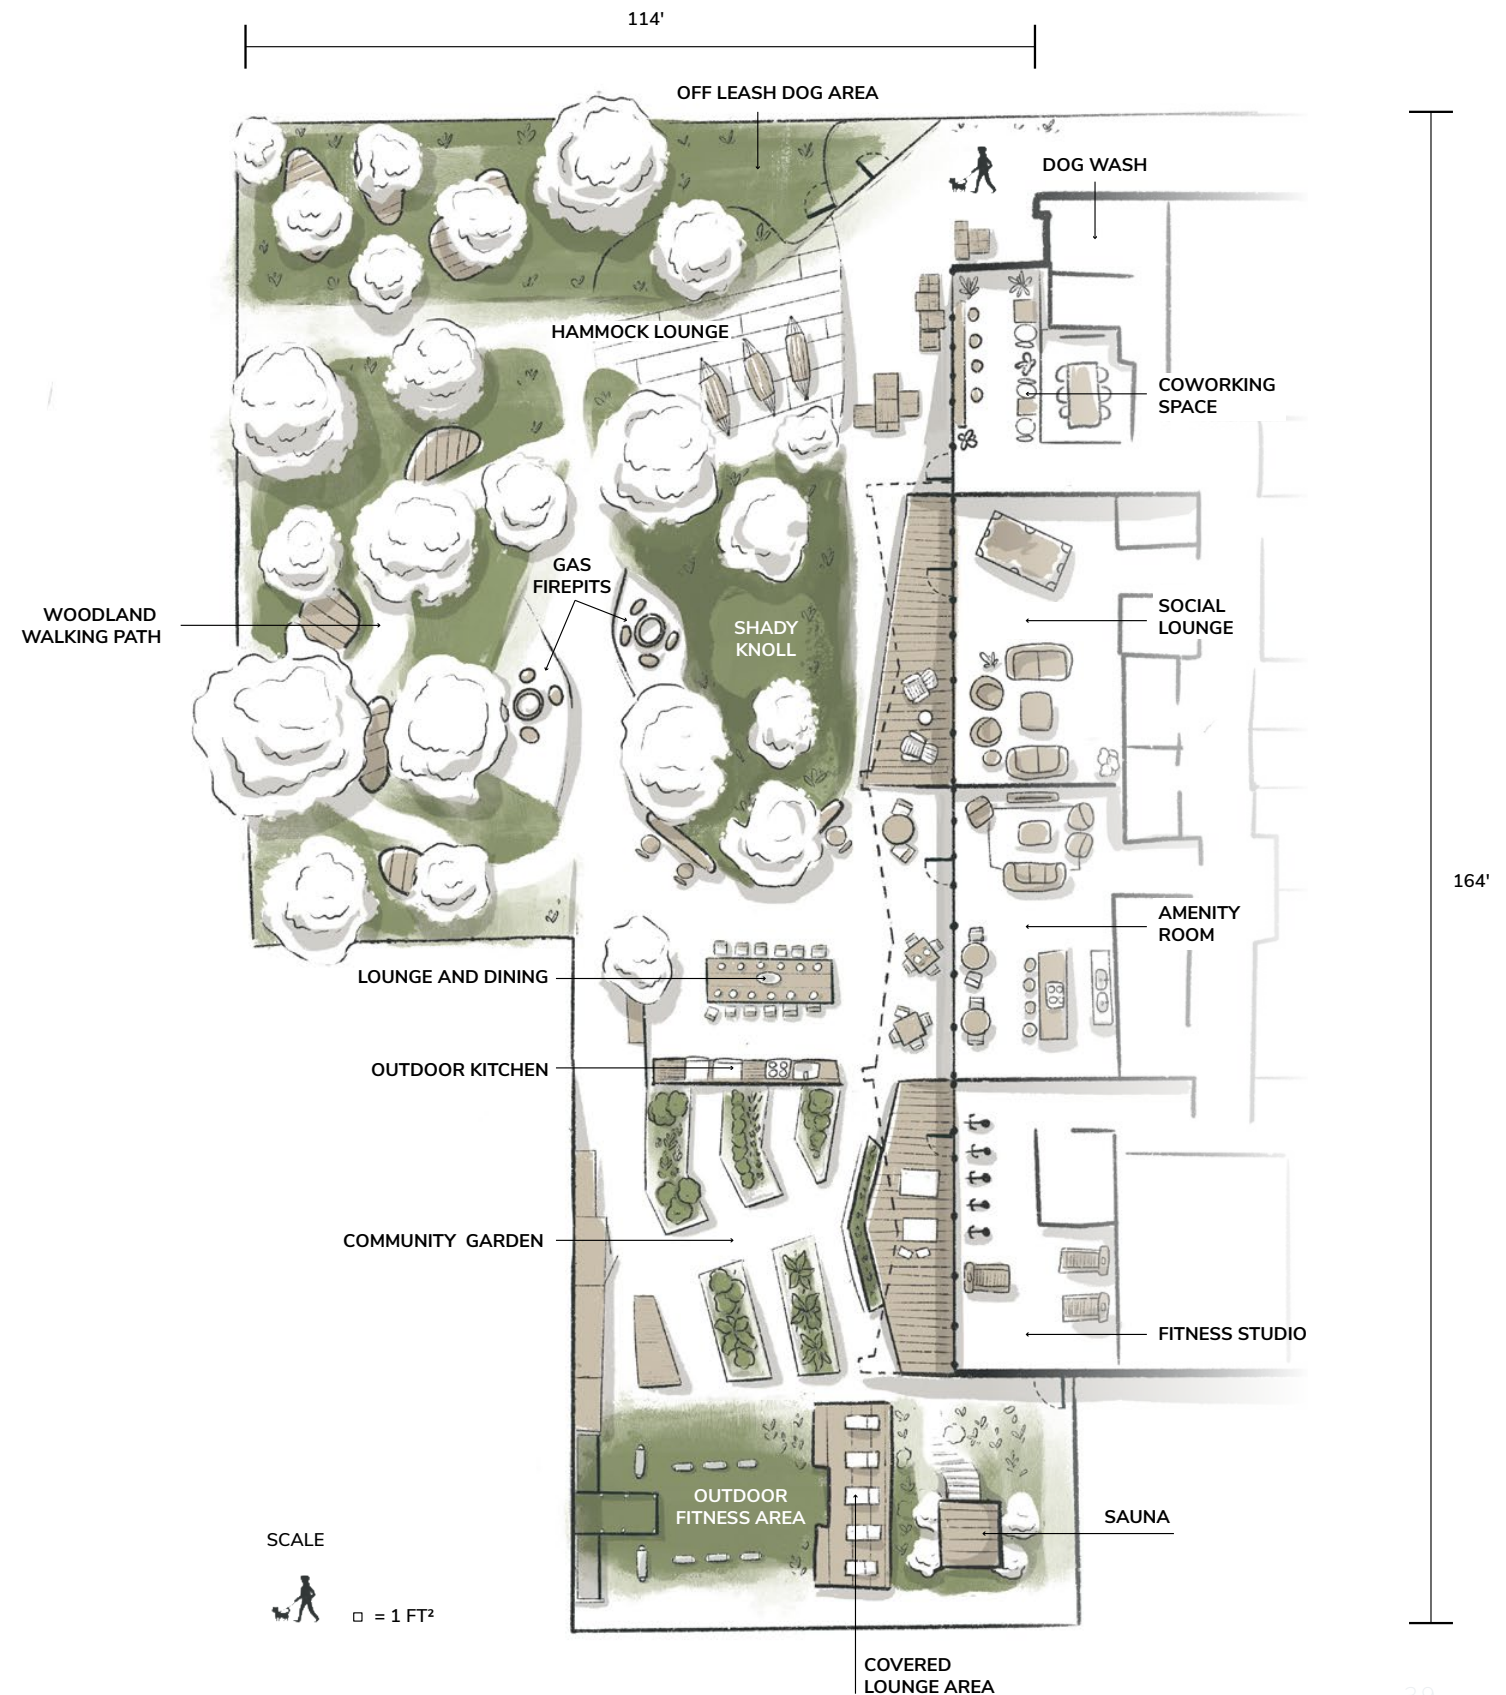 114'
OFF LEASH DOG AREA
DOG WASH
HAMMOCK LOUNGE
COWORKING
SPACE
GAS
FIREPITS
WOODLAND
WALKING PATH
SHADY
KNOLL
SOCIAL
LOUNGE
164'
AMENITY
ROOM
LOUNGE AND DINING
OUTDOOR KITCHEN
COMMUNITY GARDEN
FITNESS STUDIO
OUTDOOR
FITNESS AREA
SAUNA
SCALE
= 1 FT²
COVERED
LOUNGE AREA